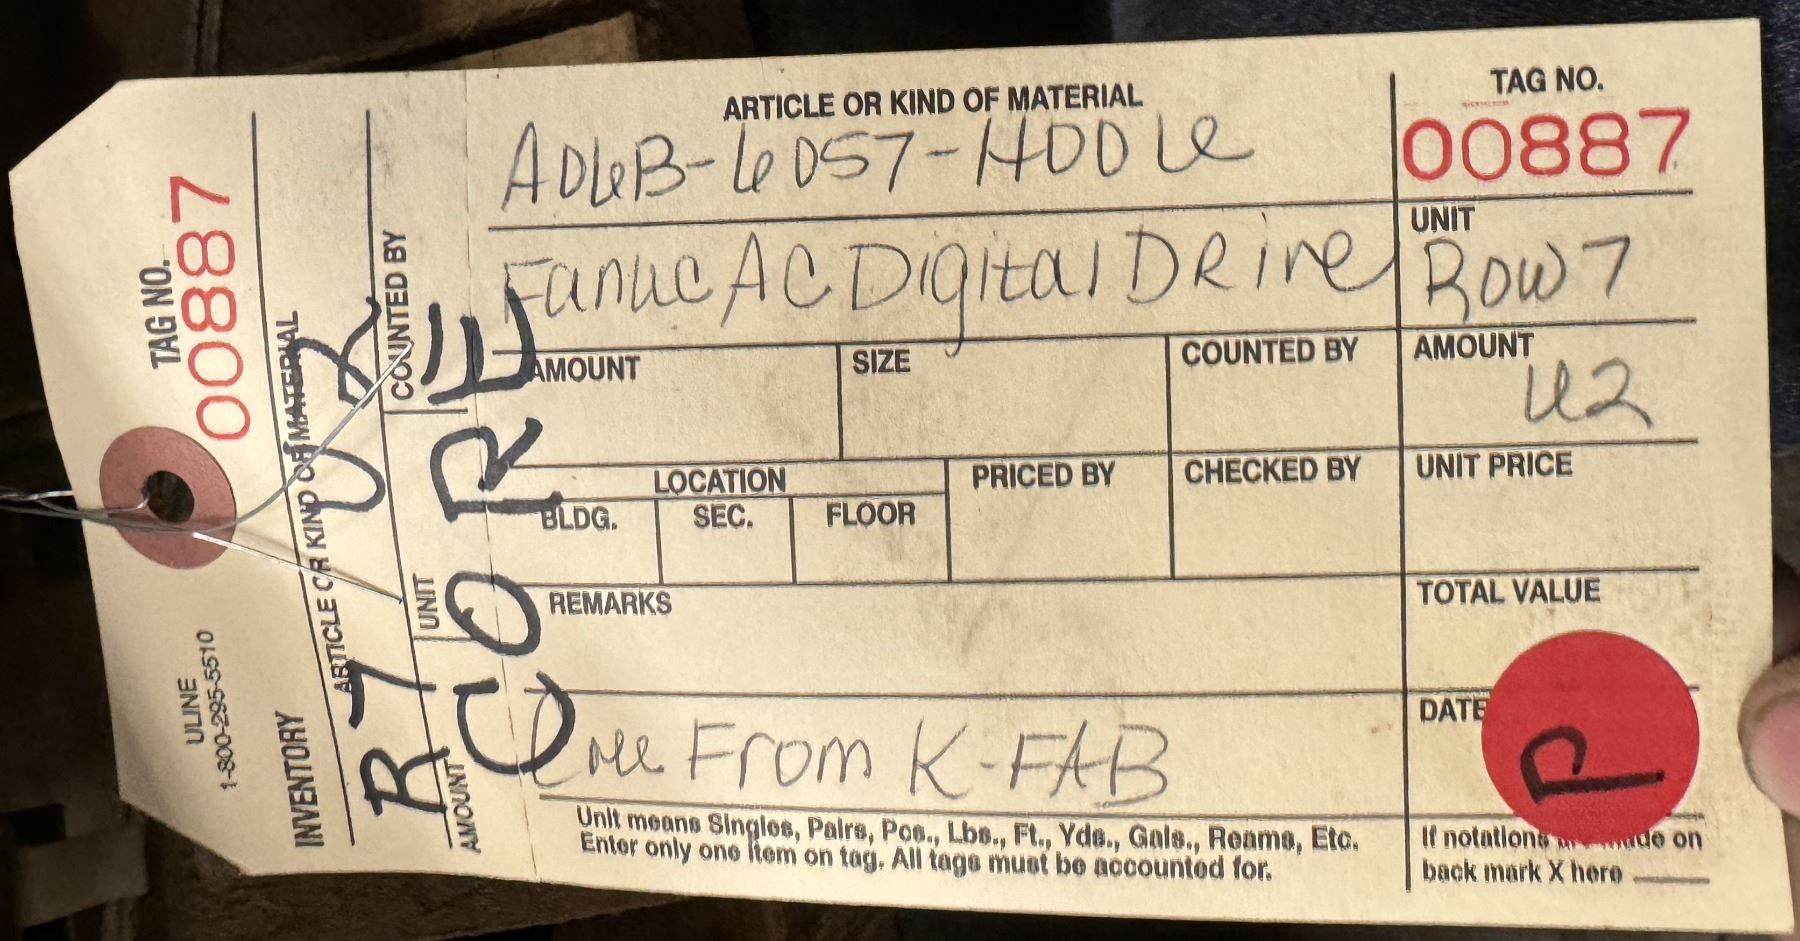 ARTICLE OR KIND OF MATERIAL
A06B-6057-H006
TAG NO.
00887
Fanuc AC Digital DRive
UNIT
Row 7
AMOUNT
SIZE
COUNTED BY
AMOUNT
U2
LOCATION
BLDG.
SEC.
FLOOR
PRICED BY
CHECKED BY
UNIT PRICE
REMARKS
TOTAL VALUE
Core From K-FAB
DATE
P
Unit means Singles, Pairs, Pcs., Lbs., Ft., Yds., Gals., Reams, Etc.
Enter only one item on tag. All tags must be accounted for.
If notations made on
back mark X here
TAG NO.
00887
ULINE
1-800-295-5510
INVENTORY
ARTICLE OR KIND OF MATERIAL
R7 U2
AMOUNT
UNIT
COUNTED BY
CORE